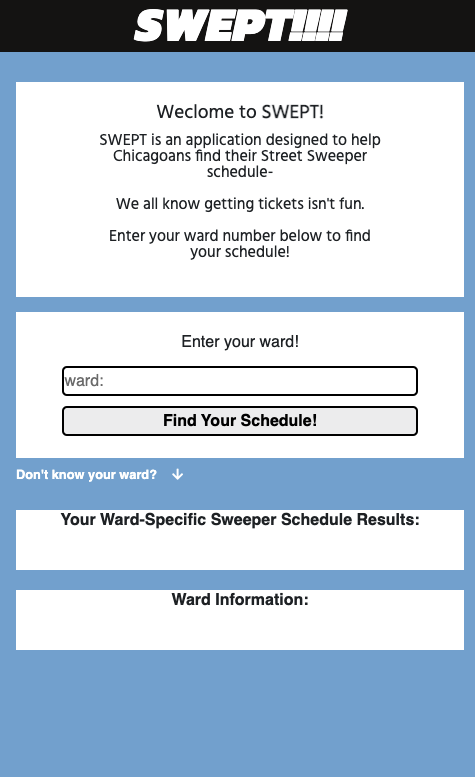 SWEPT!!!!
Weclome to SWEPT!
SWEPT is an application designed to help
Chicagoans find their Street Sweeper
schedule-
We all know getting tickets isn't fun.
Enter your ward number below to find
your schedule!
Enter your ward!
ward:
Find Your Schedule!
Don't know your ward? ↓
Your Ward-Specific Sweeper Schedule Results:
Ward Information: